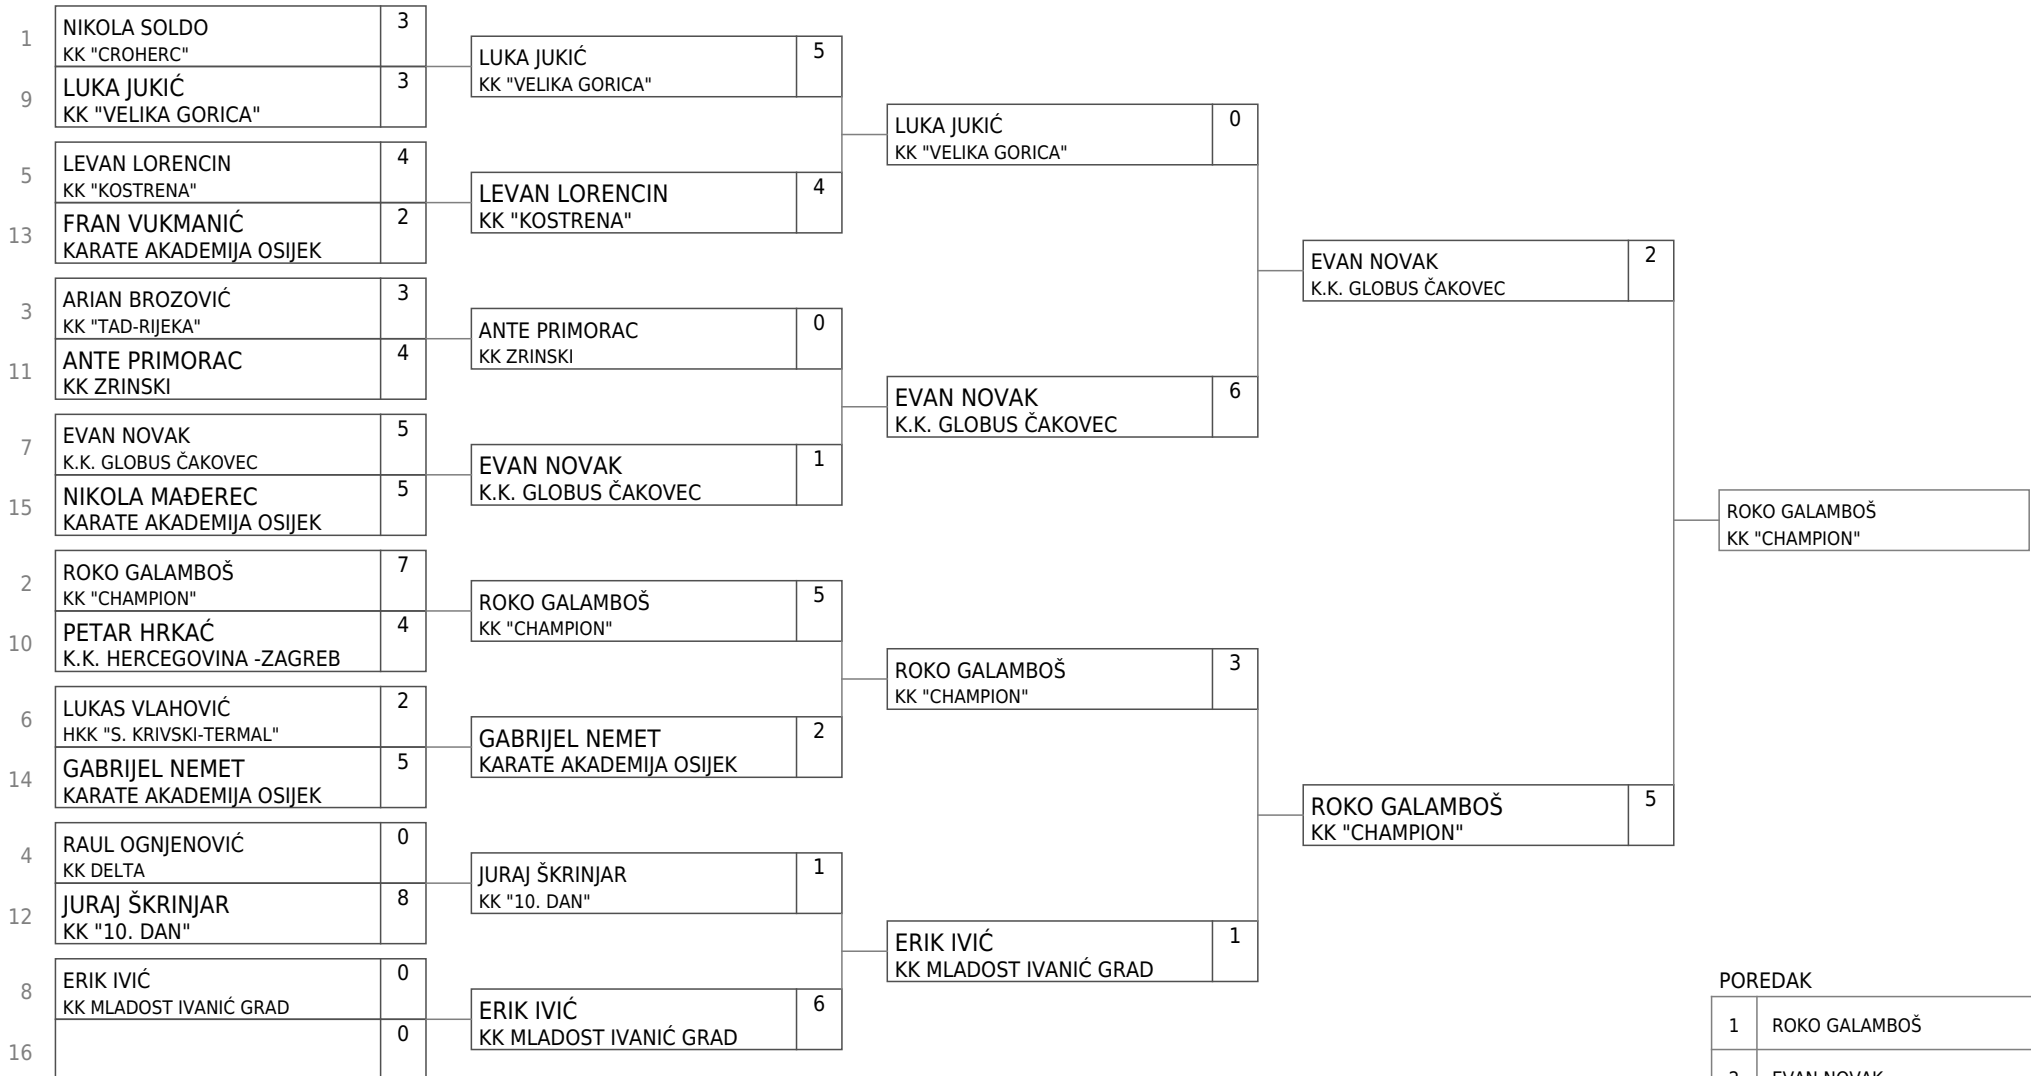 1
NIKOLA SOLDO
KK "CROHERC"
3
9
LUKA JUKIĆ
KK "VELIKA GORICA"
3
5
LEVAN LORENCIN
KK "KOSTRENA"
4
13
FRAN VUKMANIĆ
KARATE AKADEMIJA OSIJEK
2
3
ARIAN BROZOVIĆ
KK "TAD-RIJEKA"
3
11
ANTE PRIMORAC
KK ZRINSKI
4
7
EVAN NOVAK
K.K. GLOBUS ČAKOVEC
5
15
NIKOLA MAĐEREC
KARATE AKADEMIJA OSIJEK
5
2
ROKO GALAMBOŠ
KK "CHAMPION"
7
10
PETAR HRKAĆ
K.K. HERCEGOVINA -ZAGREB
4
6
LUKAS VLAHOVIĆ
HKK "S. KRIVSKI-TERMAL"
2
14
GABRIJEL NEMET
KARATE AKADEMIJA OSIJEK
5
4
RAUL OGNJENOVIĆ
KK DELTA
0
12
JURAJ ŠKRINJAR
KK "10. DAN"
8
8
ERIK IVIĆ
KK MLADOST IVANIĆ GRAD
0
16
0
LUKA JUKIĆ
KK "VELIKA GORICA"
5
LEVAN LORENCIN
KK "KOSTRENA"
4
ANTE PRIMORAC
KK ZRINSKI
0
EVAN NOVAK
K.K. GLOBUS ČAKOVEC
1
ROKO GALAMBOŠ
KK "CHAMPION"
5
GABRIJEL NEMET
KARATE AKADEMIJA OSIJEK
2
JURAJ ŠKRINJAR
KK "10. DAN"
1
ERIK IVIĆ
KK MLADOST IVANIĆ GRAD
6
LUKA JUKIĆ
KK "VELIKA GORICA"
0
EVAN NOVAK
K.K. GLOBUS ČAKOVEC
6
ROKO GALAMBOŠ
KK "CHAMPION"
3
ERIK IVIĆ
KK MLADOST IVANIĆ GRAD
1
EVAN NOVAK
K.K. GLOBUS ČAKOVEC
2
ROKO GALAMBOŠ
KK "CHAMPION"
5
ROKO GALAMBOŠ
KK "CHAMPION"
POREDAK
1 ROKO GALAMBOŠ
2 EVAN NOVAK